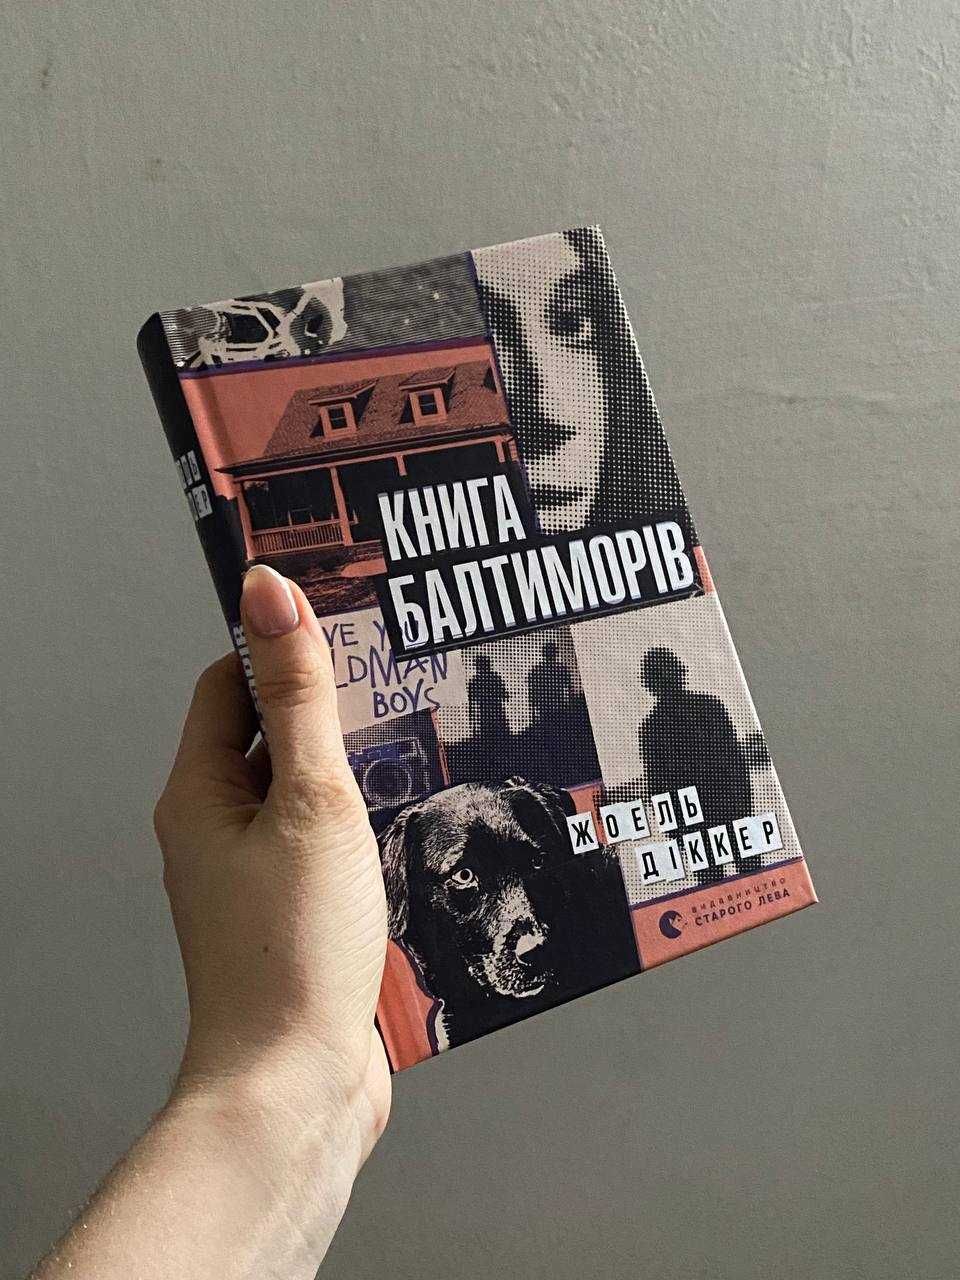 КНИГА
БАЛТИМОРІВ
BOYS
ЖОЕЛЬ
ДІККЕР
ВИДАВНИЦТВО
СТАРОГО ЛЕВА